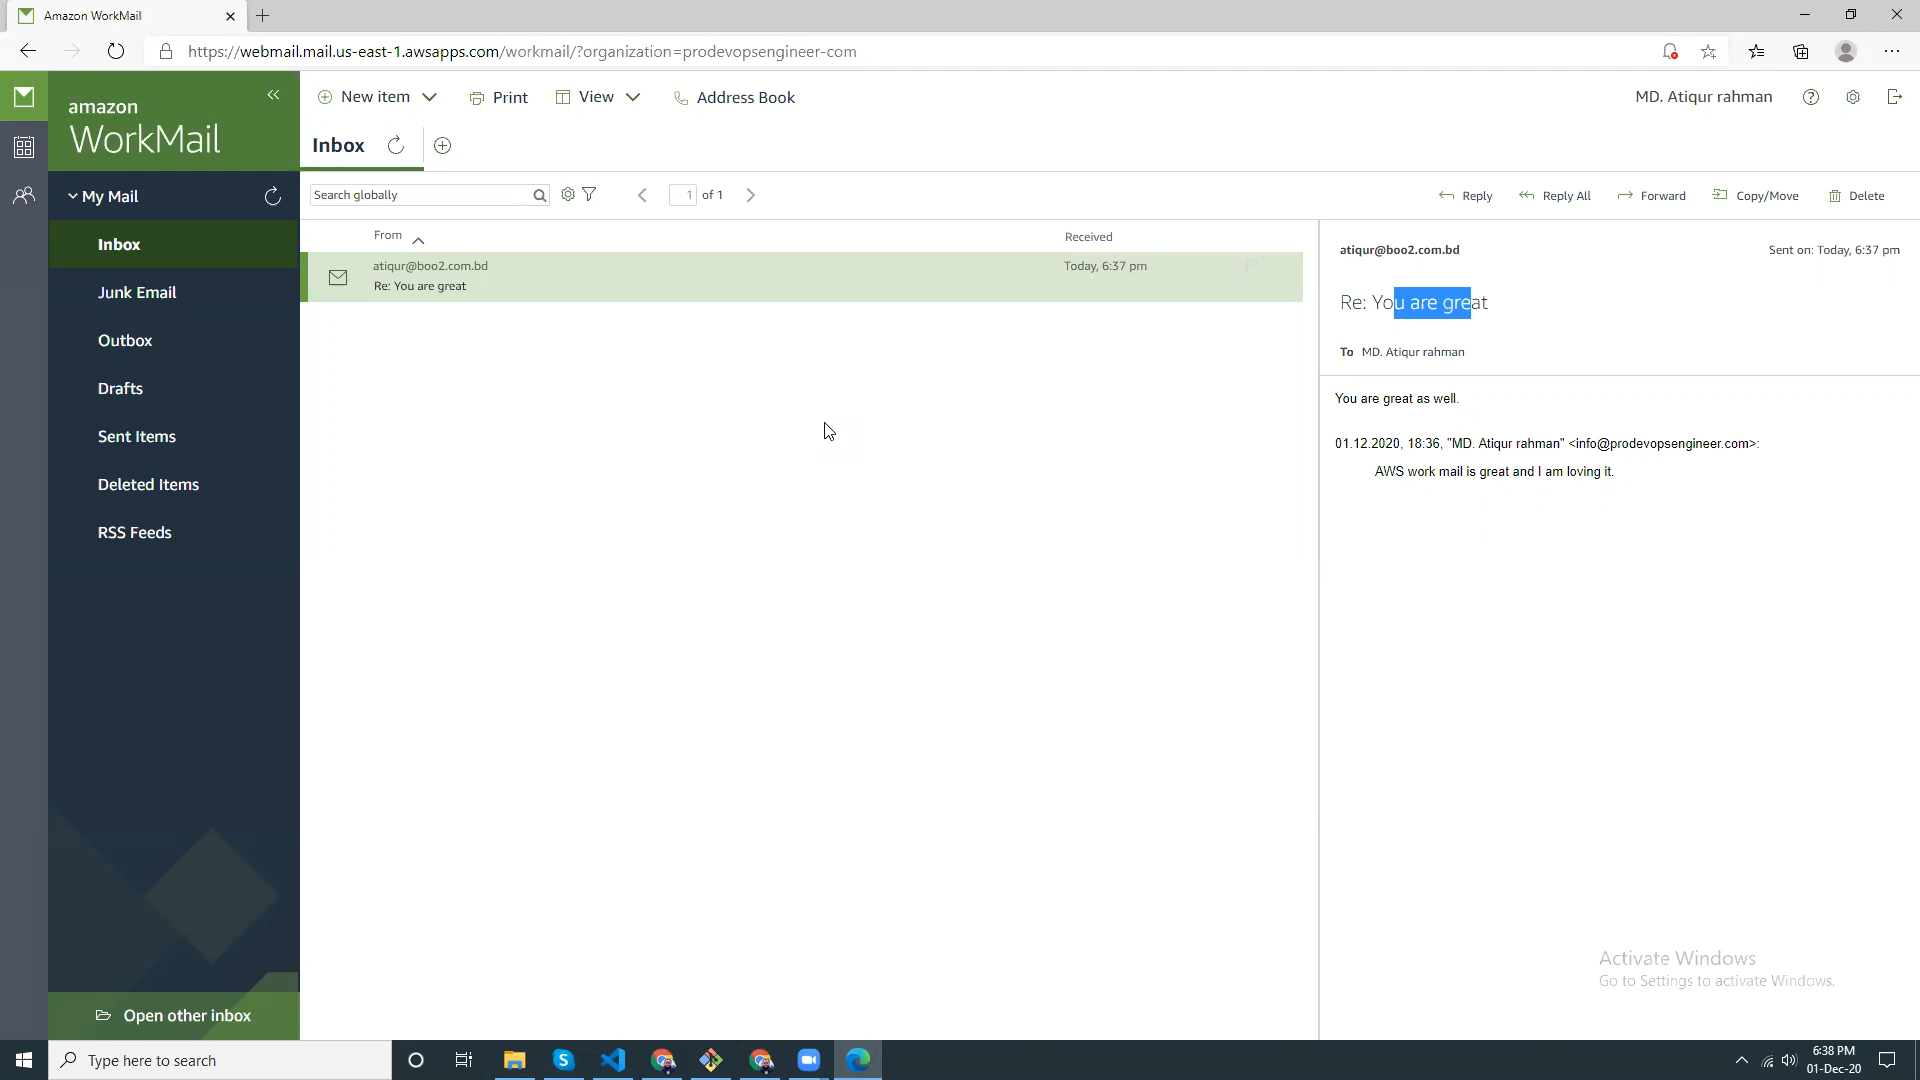 Amazon WorkMail
https://webmail.mail.us-east-1.awsapps.com/workmail/?organization=prodevopsengineer-com
amazon
WorkMail
New item
Print
View
Address Book
MD. Atiqur rahman
Inbox
My Mail
Search globally
1 of 1
Reply
Reply All
Forward
Copy/Move
Delete
Inbox
Junk Email
Outbox
Drafts
Sent Items
Deleted Items
RSS Feeds
Open other inbox
From
Received
atiqur@boo2.com.bd
Today, 6:37 pm
Re: You are great
atiqur@boo2.com.bd
Sent on: Today, 6:37 pm
Re: You are great
To MD. Atiqur rahman
You are great as well.
01.12.2020, 18:36, "MD. Atiqur rahman" <info@prodevopsengineer.com>:
AWS work mail is great and I am loving it.
Activate Windows
Go to Settings to activate Windows.
Type here to search
6:38 PM
01-Dec-20